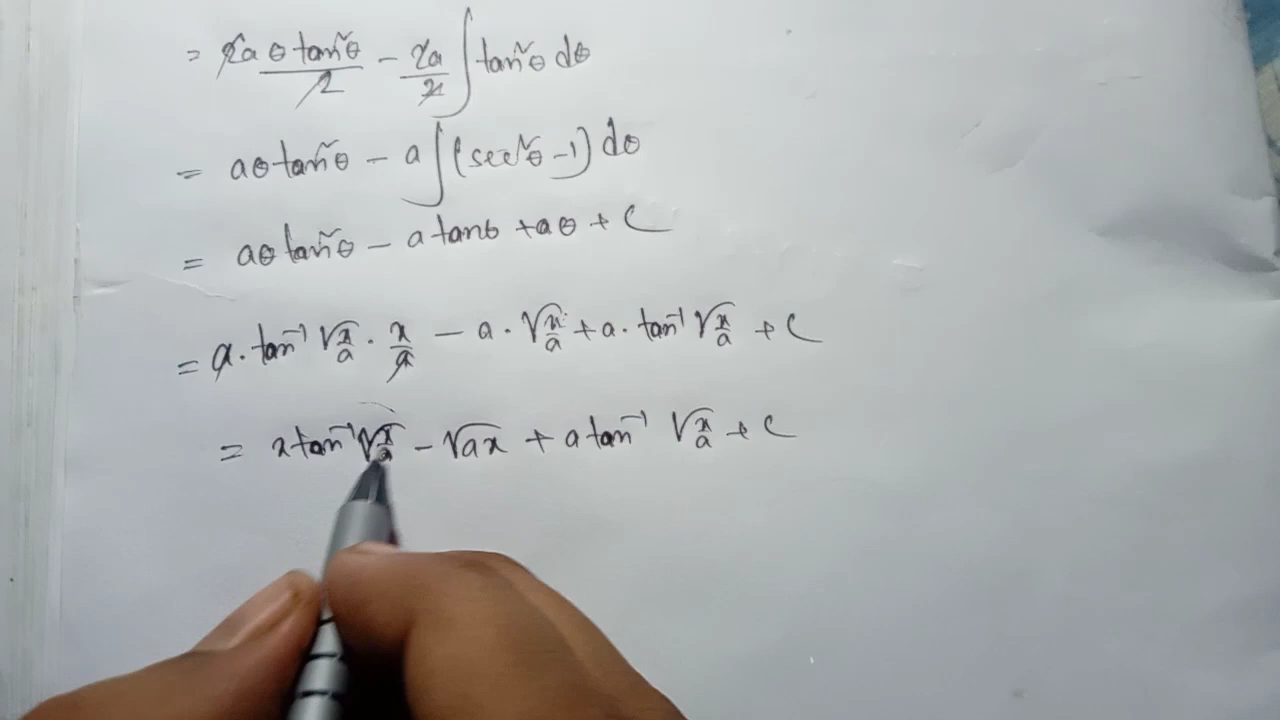 = 2a θ tan²θ/2 - 2a/2 ∫ tan²θ dθ
= aθ tan²θ - a ∫ (sec²θ - 1) dθ
= aθ tan²θ - a tanθ + aθ + C
= a · tan⁻¹ √x/a · x/a - a · √x/a + a · tan⁻¹ √x/a + C
= x tan⁻¹ √x/a - √ax + a tan⁻¹ √x/a + C